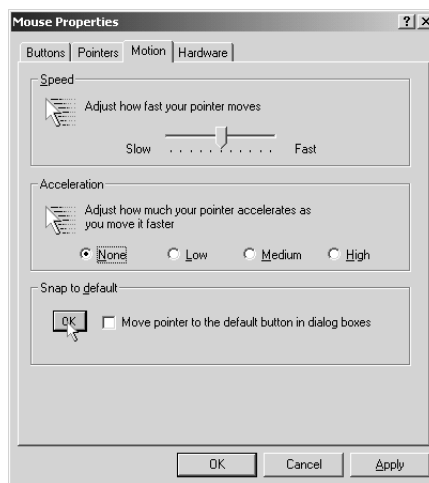 Mouse Properties
Buttons Pointers Motion Hardware
Speed
Adjust how fast your pointer moves
Slow Fast
Acceleration
Adjust how much your pointer accelerates as
you move it faster
None Low Medium High
Snap to default
OK Move pointer to the default button in dialog boxes
OK Cancel Apply